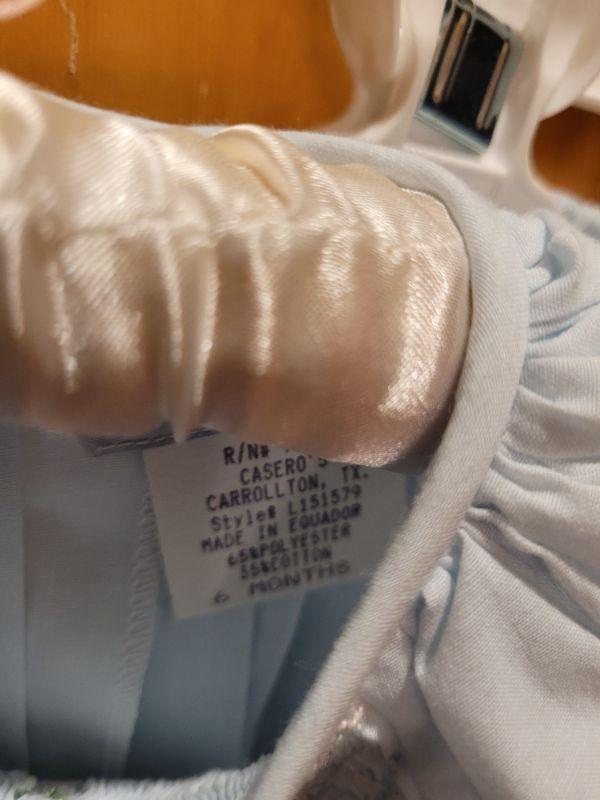 R/N#
CASERO'S
CARROLLTON, TX.
Style# L151579
MADE IN EQUADOR
65%POLYESTER
35%COTTON
6 MONTHS